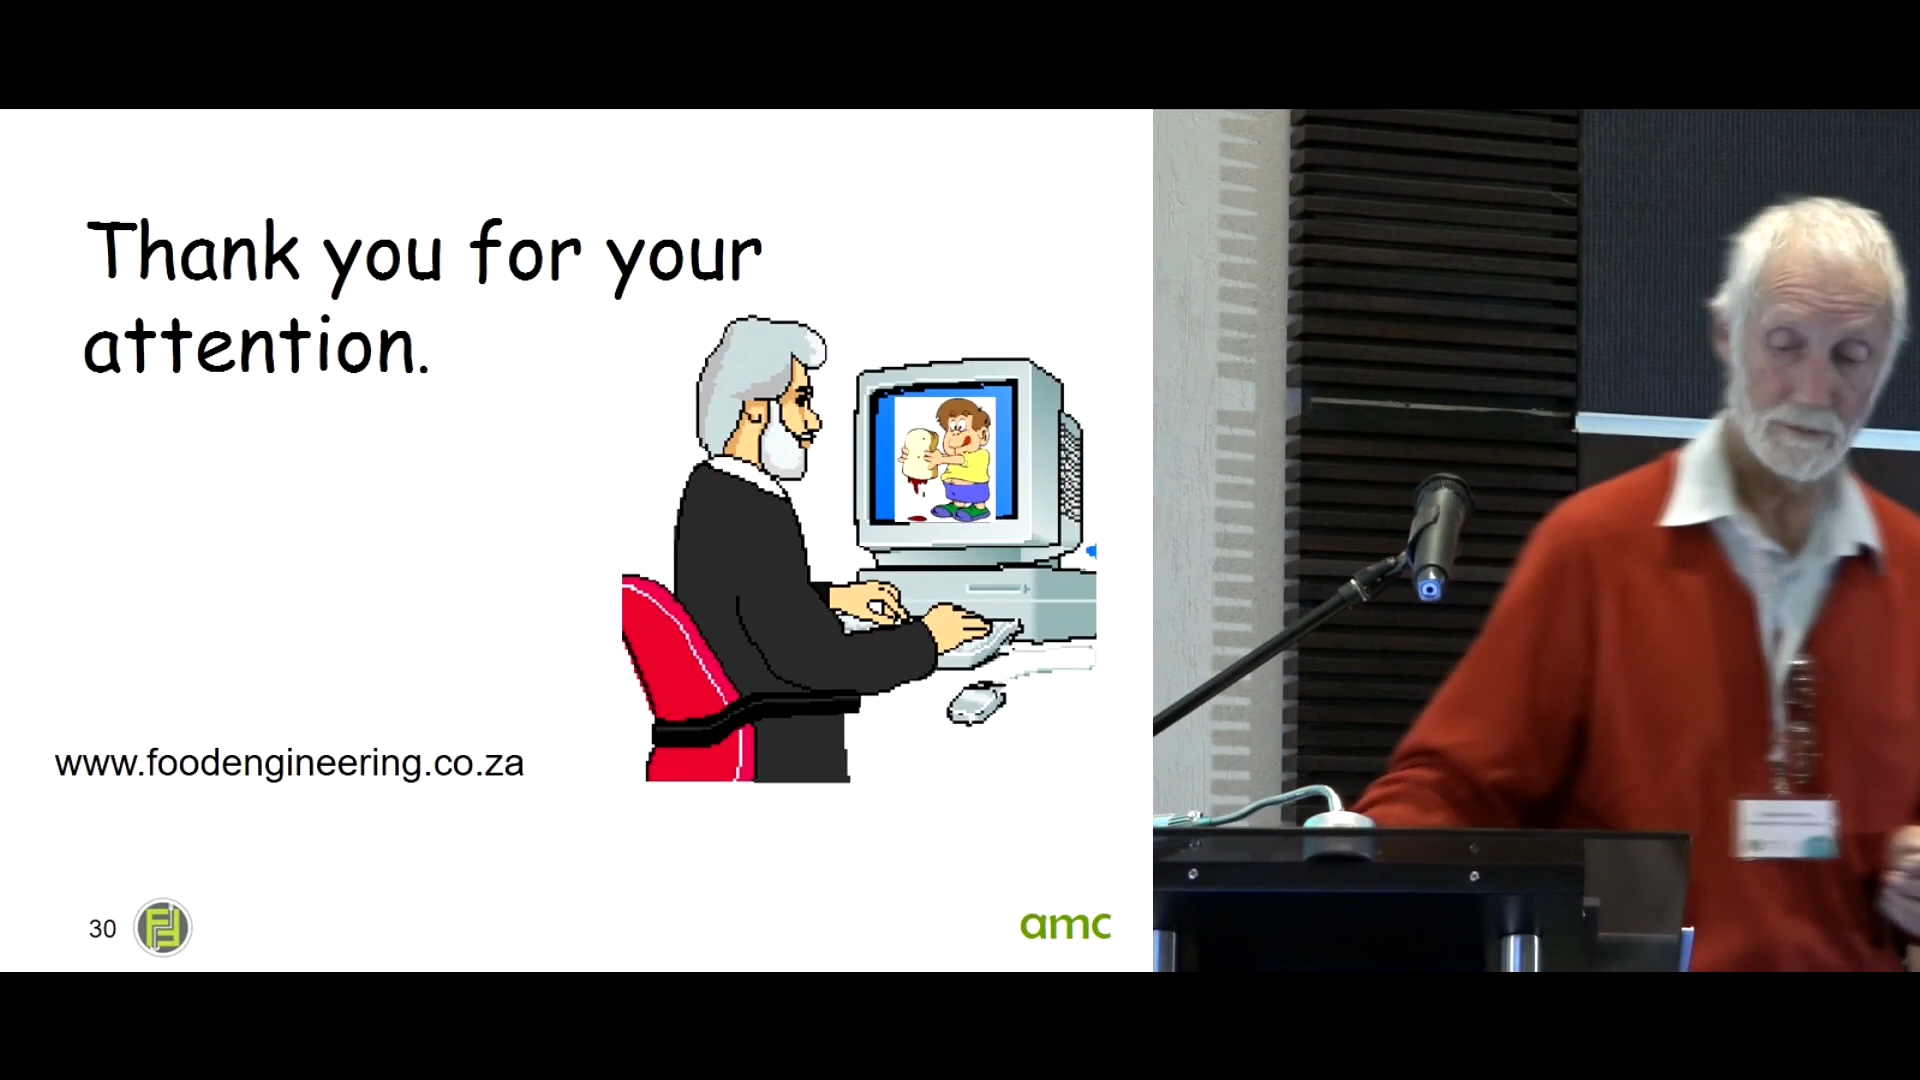 Thank you for your
attention.
www.foodengineering.co.za
30
amc